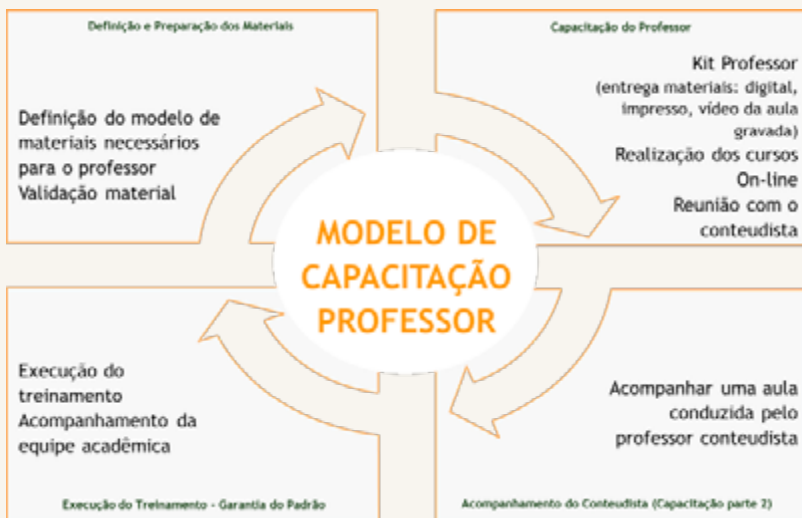 Definição e Preparação dos Materiais
Definição do modelo de
materiais necessários
para o professor
Validação material
Capacitação do Professor
Kit Professor
(entrega materiais: digital,
impresso, vídeo da aula
gravada)
Realização dos cursos
On-line
Reunião com o
conteudista
MODELO DE
CAPACITAÇÃO
PROFESSOR
Execução do
treinamento
Acompanhamento da
equipe acadêmica
Execução do Treinamento - Garantia do Padrão
Acompanhar uma aula
conduzida pelo
professor conteudista
Acompanhamento do Conteudista (Capacitação parte 2)